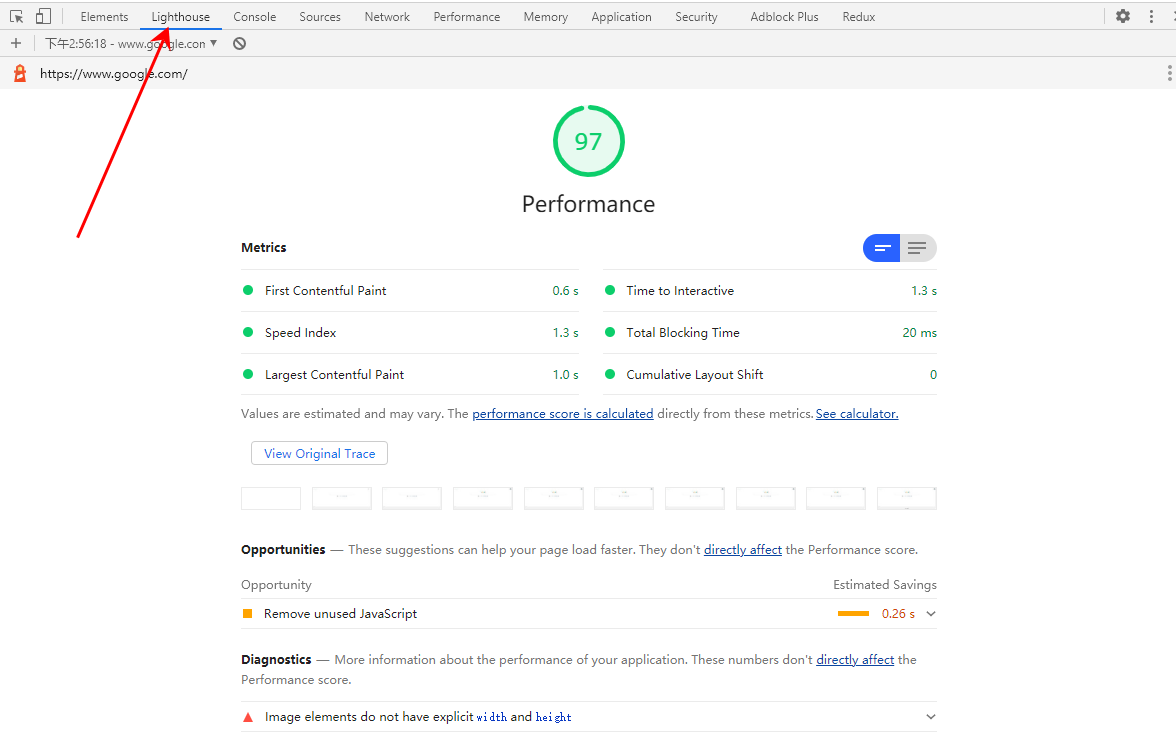 Elements Lighthouse Console Sources Network Performance Memory Application Security Adblock Plus Redux
下午2:56:18 - www.google.con
https://www.google.com/
97
Performance
Metrics
First Contentful Paint 0.6 s Time to Interactive 1.3 s
Speed Index 1.3 s Total Blocking Time 20 ms
Largest Contentful Paint 1.0 s Cumulative Layout Shift 0
Values are estimated and may vary. The performance score is calculated directly from these metrics. See calculator.
View Original Trace
Opportunities — These suggestions can help your page load faster. They don't directly affect the Performance score.
Opportunity Estimated Savings
Remove unused JavaScript 0.26 s
Diagnostics — More information about the performance of your application. These numbers don't directly affect the
Performance score.
Image elements do not have explicit width and height